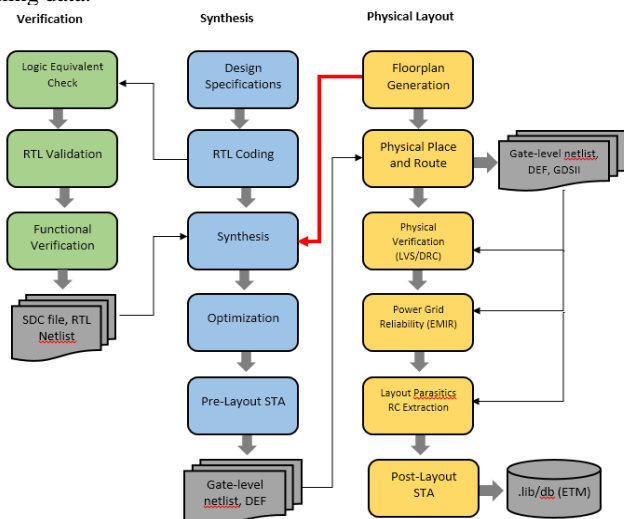 Verification
Synthesis
Physical Layout
Logic Equivalent
Check
RTL Validation
Functional
Verification
SDC file, RTL
Netlist
Design
Specifications
RTL Coding
Synthesis
Optimization
Pre-Layout STA
Gate-level
netlist, DEF
Floorplan
Generation
Physical Place
and Route
Gate-level netlist,
DEF, GDSII
Physical
Verification
(LVS/DRC)
Power Grid
Reliability (EMIR)
Layout Parasitics
RC Extraction
Post-Layout
STA
.lib/db (ETM)